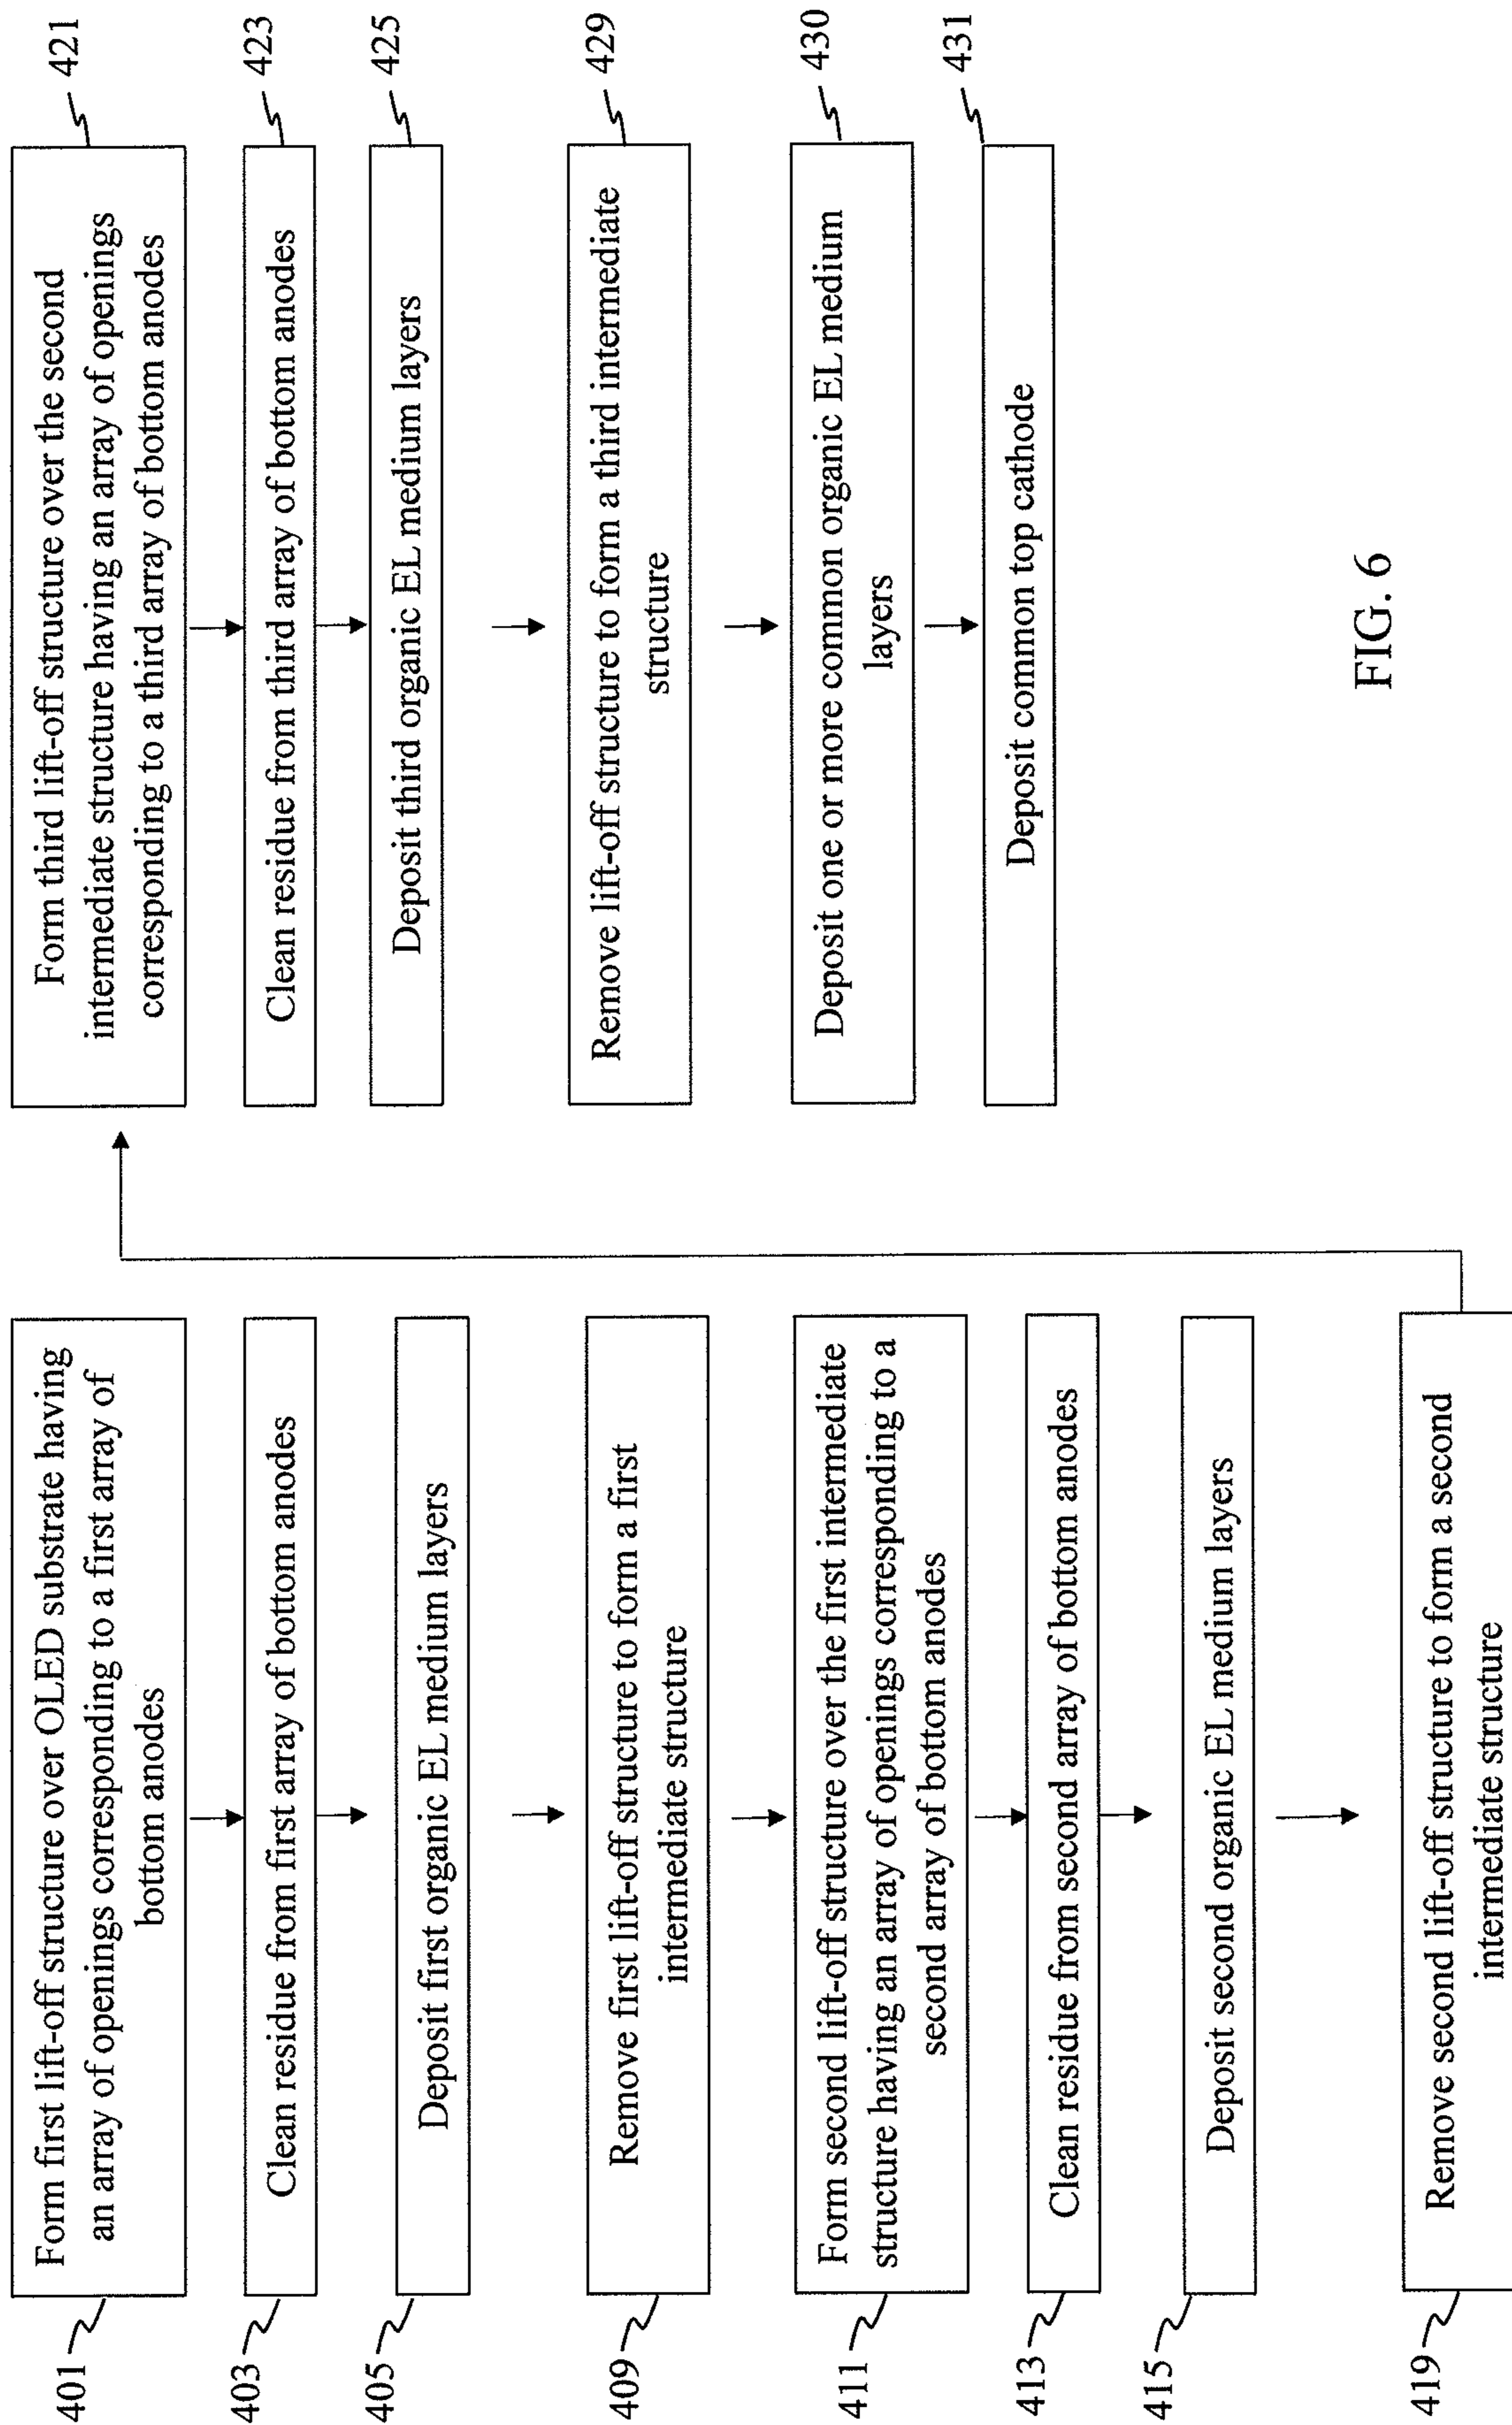 401
Form first lift-off structure over OLED substrate having
an array of openings corresponding to a first array of
bottom anodes
403
Clean residue from first array of bottom anodes
405
Deposit first organic EL medium layers
409
Remove first lift-off structure to form a first
intermediate structure
411
Form second lift-off structure over the first intermediate
structure having an array of openings corresponding to a
second array of bottom anodes
413
Clean residue from second array of bottom anodes
415
Deposit second organic EL medium layers
419
Remove second lift-off structure to form a second
intermediate structure
Form third lift-off structure over the second
intermediate structure having an array of openings
corresponding to a third array of bottom anodes
421
Clean residue from third array of bottom anodes
423
Deposit third organic EL medium layers
425
Remove lift-off structure to form a third intermediate
structure
429
Deposit one or more common organic EL medium
layers
430
Deposit common top cathode
431
FIG. 6